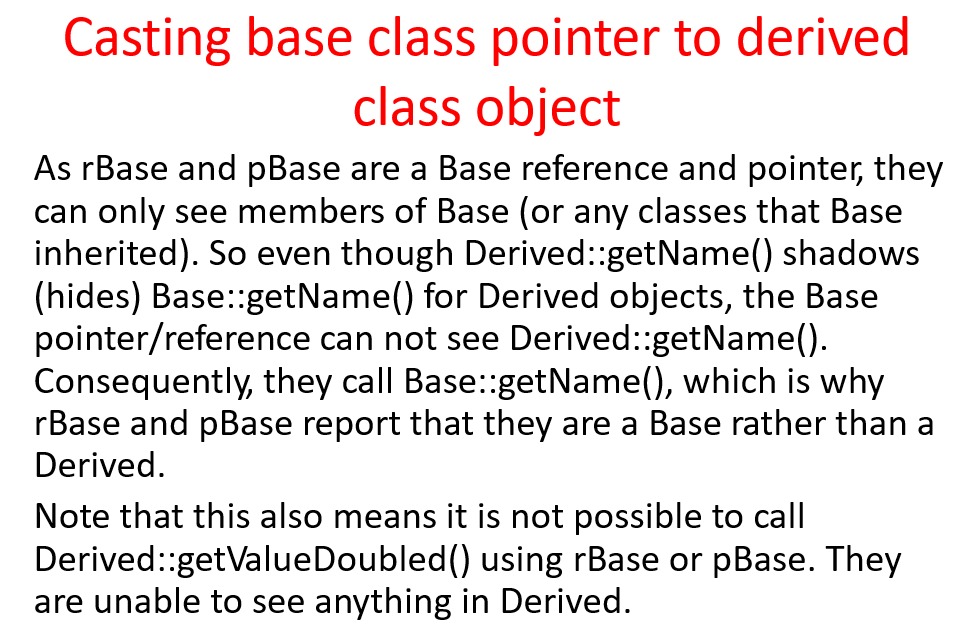 Casting base class pointer to derived
class object
As rBase and pBase are a Base reference and pointer, they
can only see members of Base (or any classes that Base
inherited). So even though Derived::getName() shadows
(hides) Base::getName() for Derived objects, the Base
pointer/reference can not see Derived::getName().
Consequently, they call Base::getName(), which is why
rBase and pBase report that they are a Base rather than a
Derived.
Note that this also means it is not possible to call
Derived::getValueDoubled() using rBase or pBase. They
are unable to see anything in Derived.